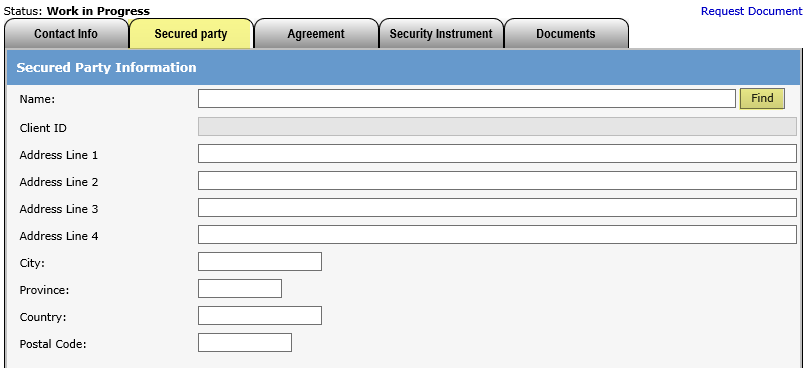 Status: Work in Progress Request Document
Contact Info Secured party Agreement Security Instrument Documents
Secured Party Information
Name: Find
Client ID
Address Line 1
Address Line 2
Address Line 3
Address Line 4
City:
Province:
Country:
Postal Code: